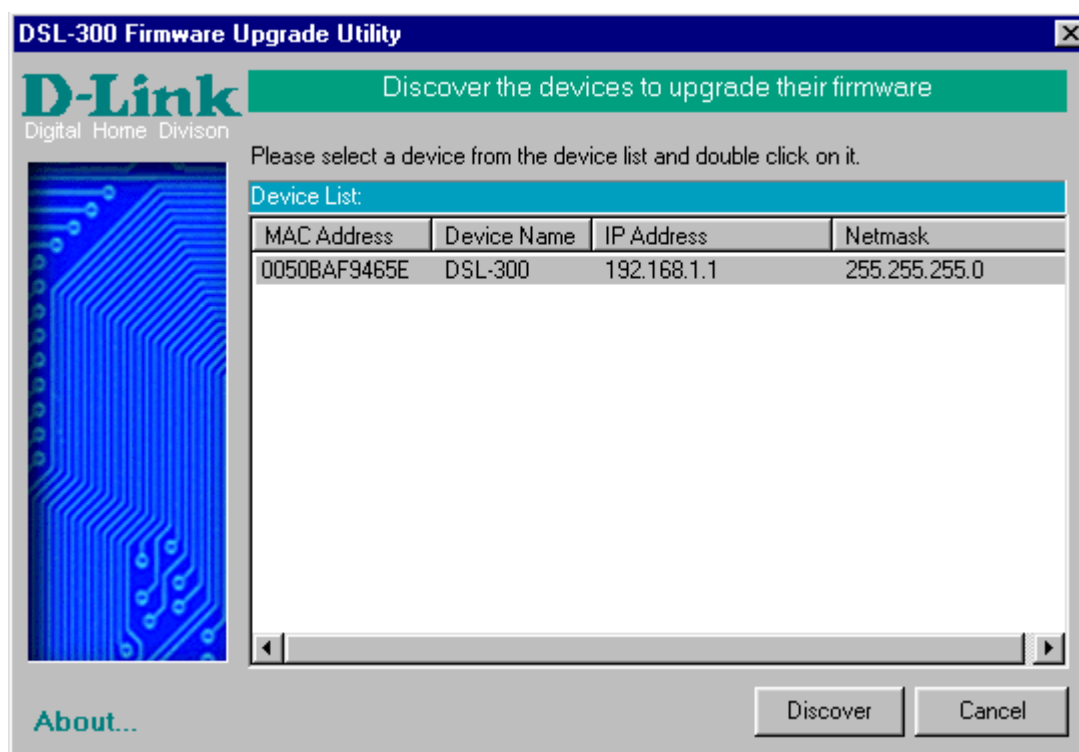 DSL-300 Firmware Upgrade Utility
D-Link
Digital Home Divison
Discover the devices to upgrade their firmware
Please select a device from the device list and double click on it.
Device List:
MAC Address Device Name IP Address Netmask
0050BAF9465E DSL-300 192.168.1.1 255.255.255.0
About...
Discover Cancel